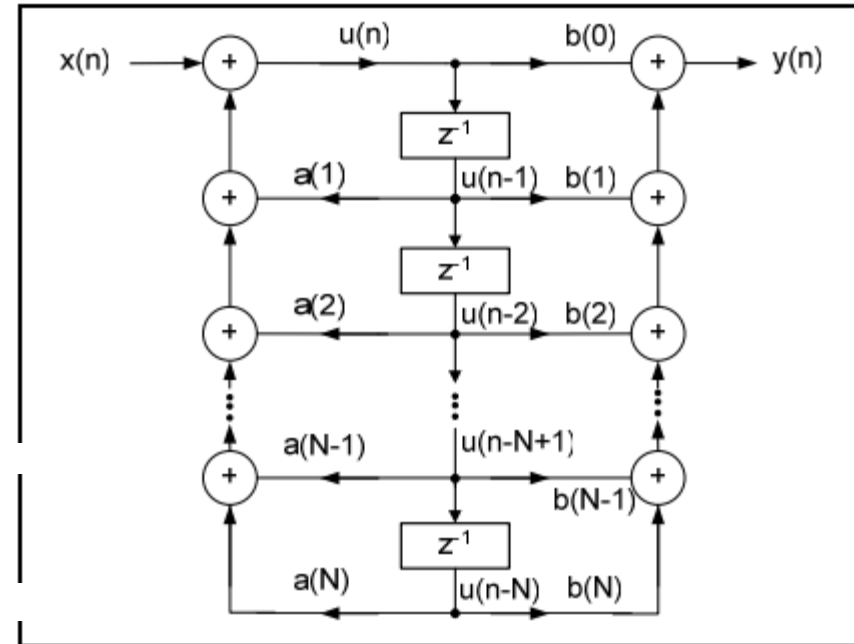 x(n) + u(n) b(0) + y(n)
z⁻¹
+ a(1) u(n-1) b(1) +
z⁻¹
+ a(2) u(n-2) b(2) +
+ a(N-1) u(n-N+1) b(N-1) +
z⁻¹
a(N) u(n-N) b(N)